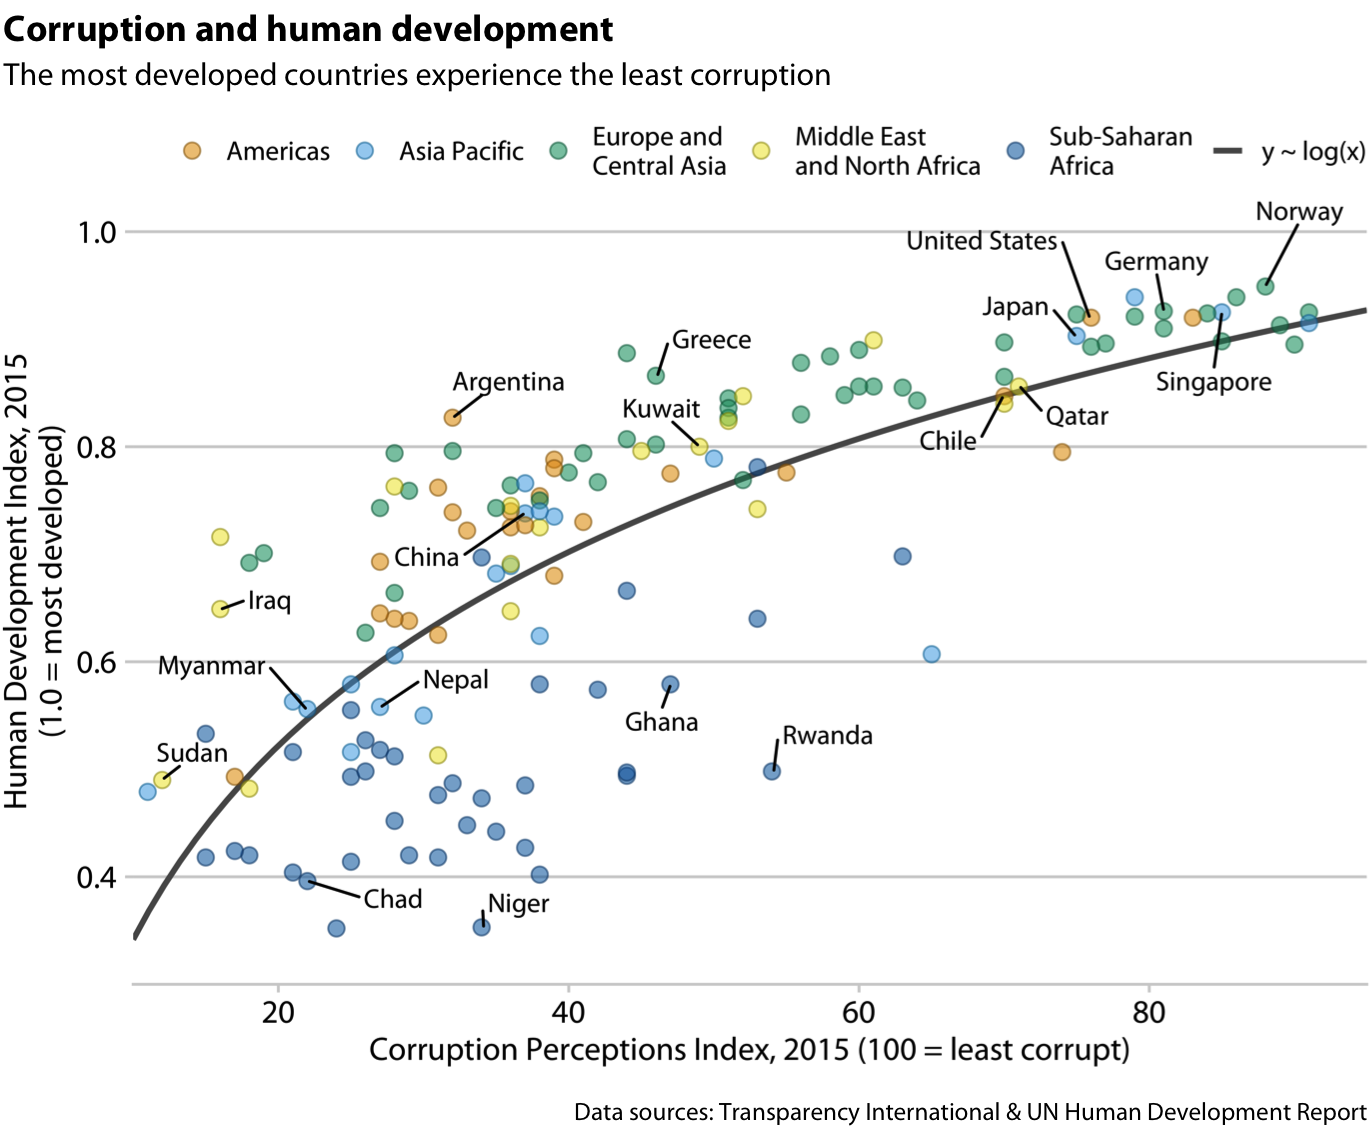 Corruption and human development
The most developed countries experience the least corruption
Americas
Asia Pacific
Europe and
Central Asia
Middle East
and North Africa
Sub-Saharan
Africa
y ~ log(x)
Norway
1.0
United States
Germany
Japan
Greece
Singapore
Argentina
Kuwait
Qatar
Chile
0.8
China
Iraq
Myanmar
0.6
Nepal
Ghana
Rwanda
Sudan
0.4
Chad
Niger
Human Development Index, 2015
(1.0 = most developed)
20
40
60
80
Corruption Perceptions Index, 2015 (100 = least corrupt)
Data sources: Transparency International & UN Human Development Report